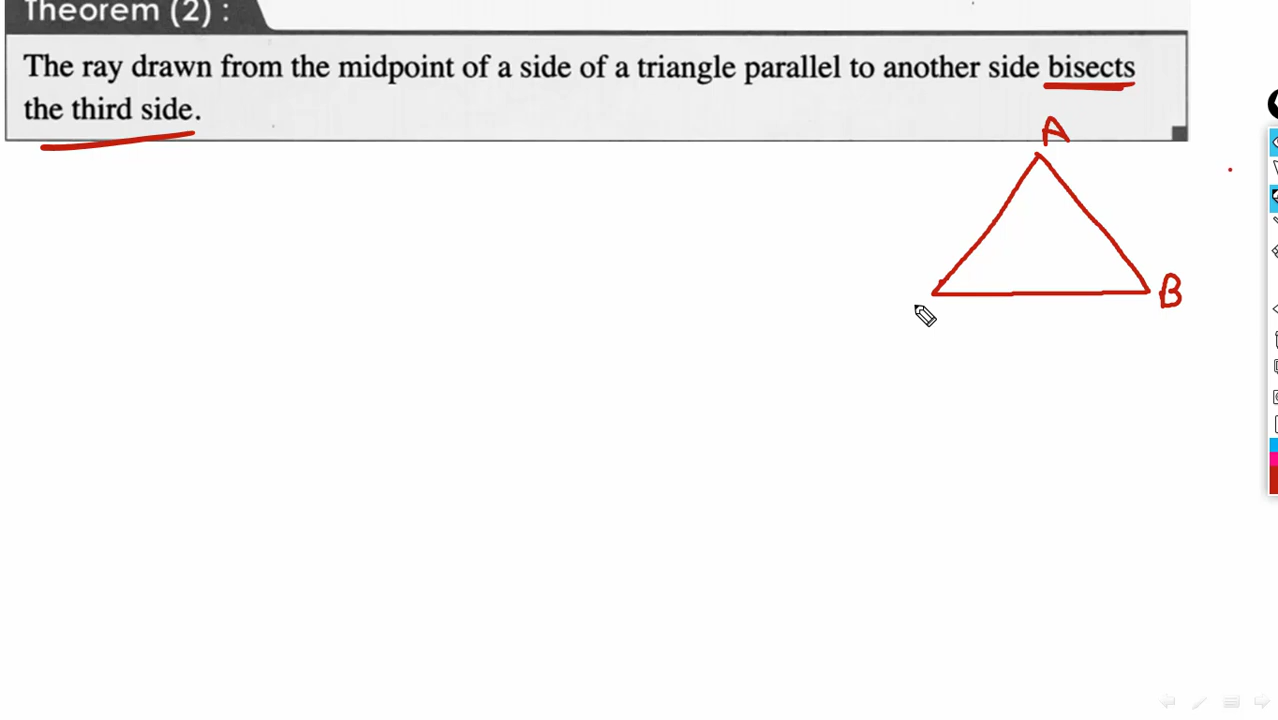 Theorem (2) :
The ray drawn from the midpoint of a side of a triangle parallel to another side bisects
the third side.
A
B